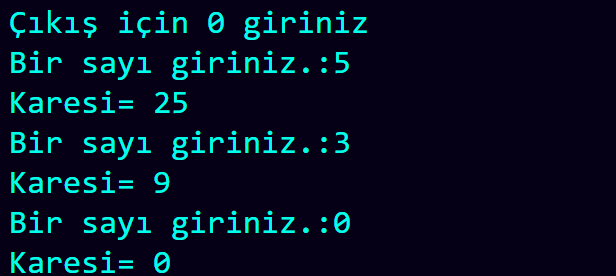 Çıkış için 0 giriniz
Bir sayı giriniz.:5
Karesi= 25
Bir sayı giriniz.:3
Karesi= 9
Bir sayı giriniz.:0
Karesi= 0